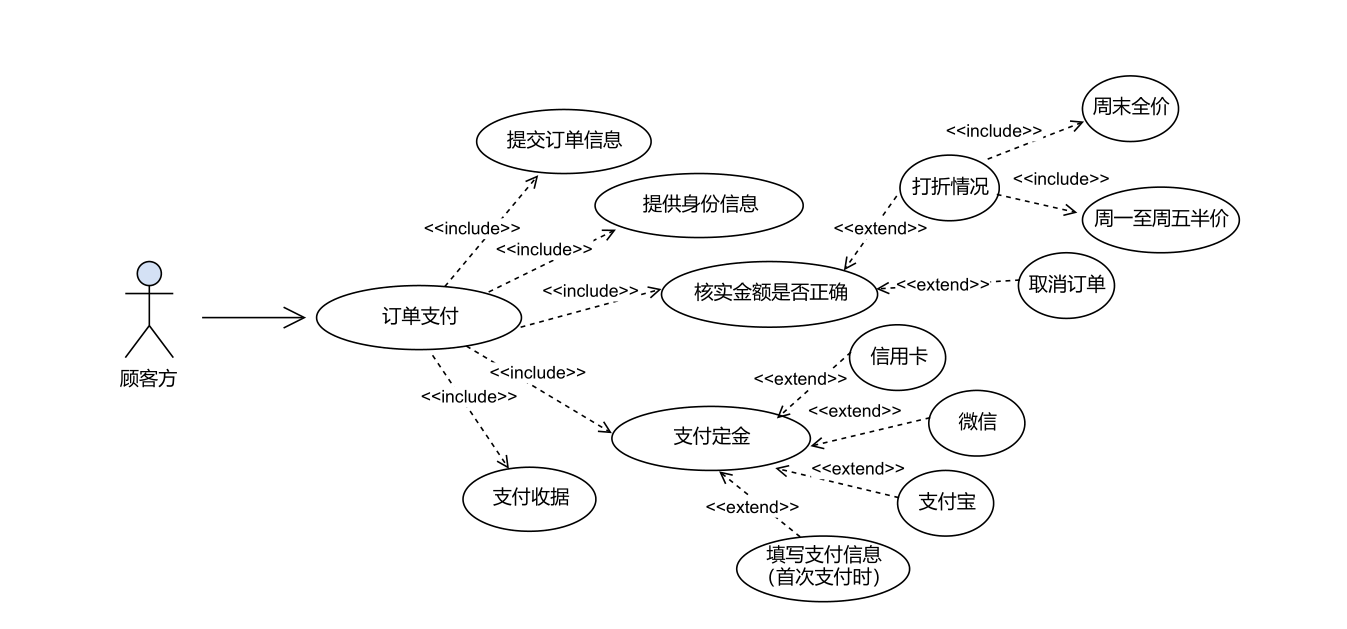 周末全价
<<include>>
提交订单信息
打折情况
<<include>>
提供身份信息
周一至周五半价
<<include>>
<<extend>>
<<include>>
<<include>>
核实金额是否正确
<<extend>>
取消订单
订单支付
顾客方
<<include>>
<<extend>>
信用卡
<<include>>
<<extend>>
微信
支付定金
<<extend>>
支付收据
支付宝
<<extend>>
填写支付信息
（首次支付时）